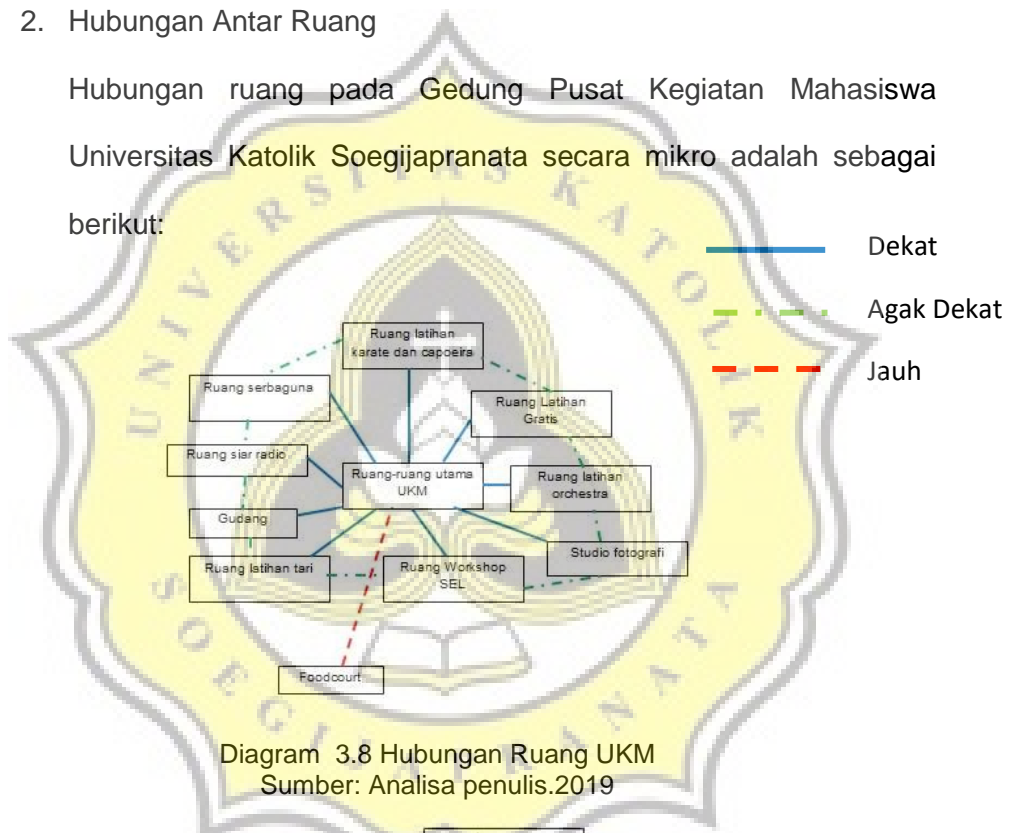 2. Hubungan Antar Ruang
Hubungan ruang pada Gedung Pusat Kegiatan Mahasiswa
Universitas Katolik Soegijapranata secara mikro adalah sebagai
berikut:
Dekat
Agak Dekat
Jauh
Ruang latihan
karate dan capoeira
Ruang serbaguna
Ruang Latihan
Gratis
Ruang siar radio
Ruang-ruang utama
UKM
Ruang latihan
orchestra
Gudang
Studio fotografi
Ruang latihan tari
Ruang Workshop
SEL
Foodcourt
Diagram 3.8 Hubungan Ruang UKM
Sumber: Analisa penulis.2019
UNIVERSITAS KATOLIK
SOEGIJAPRANATA